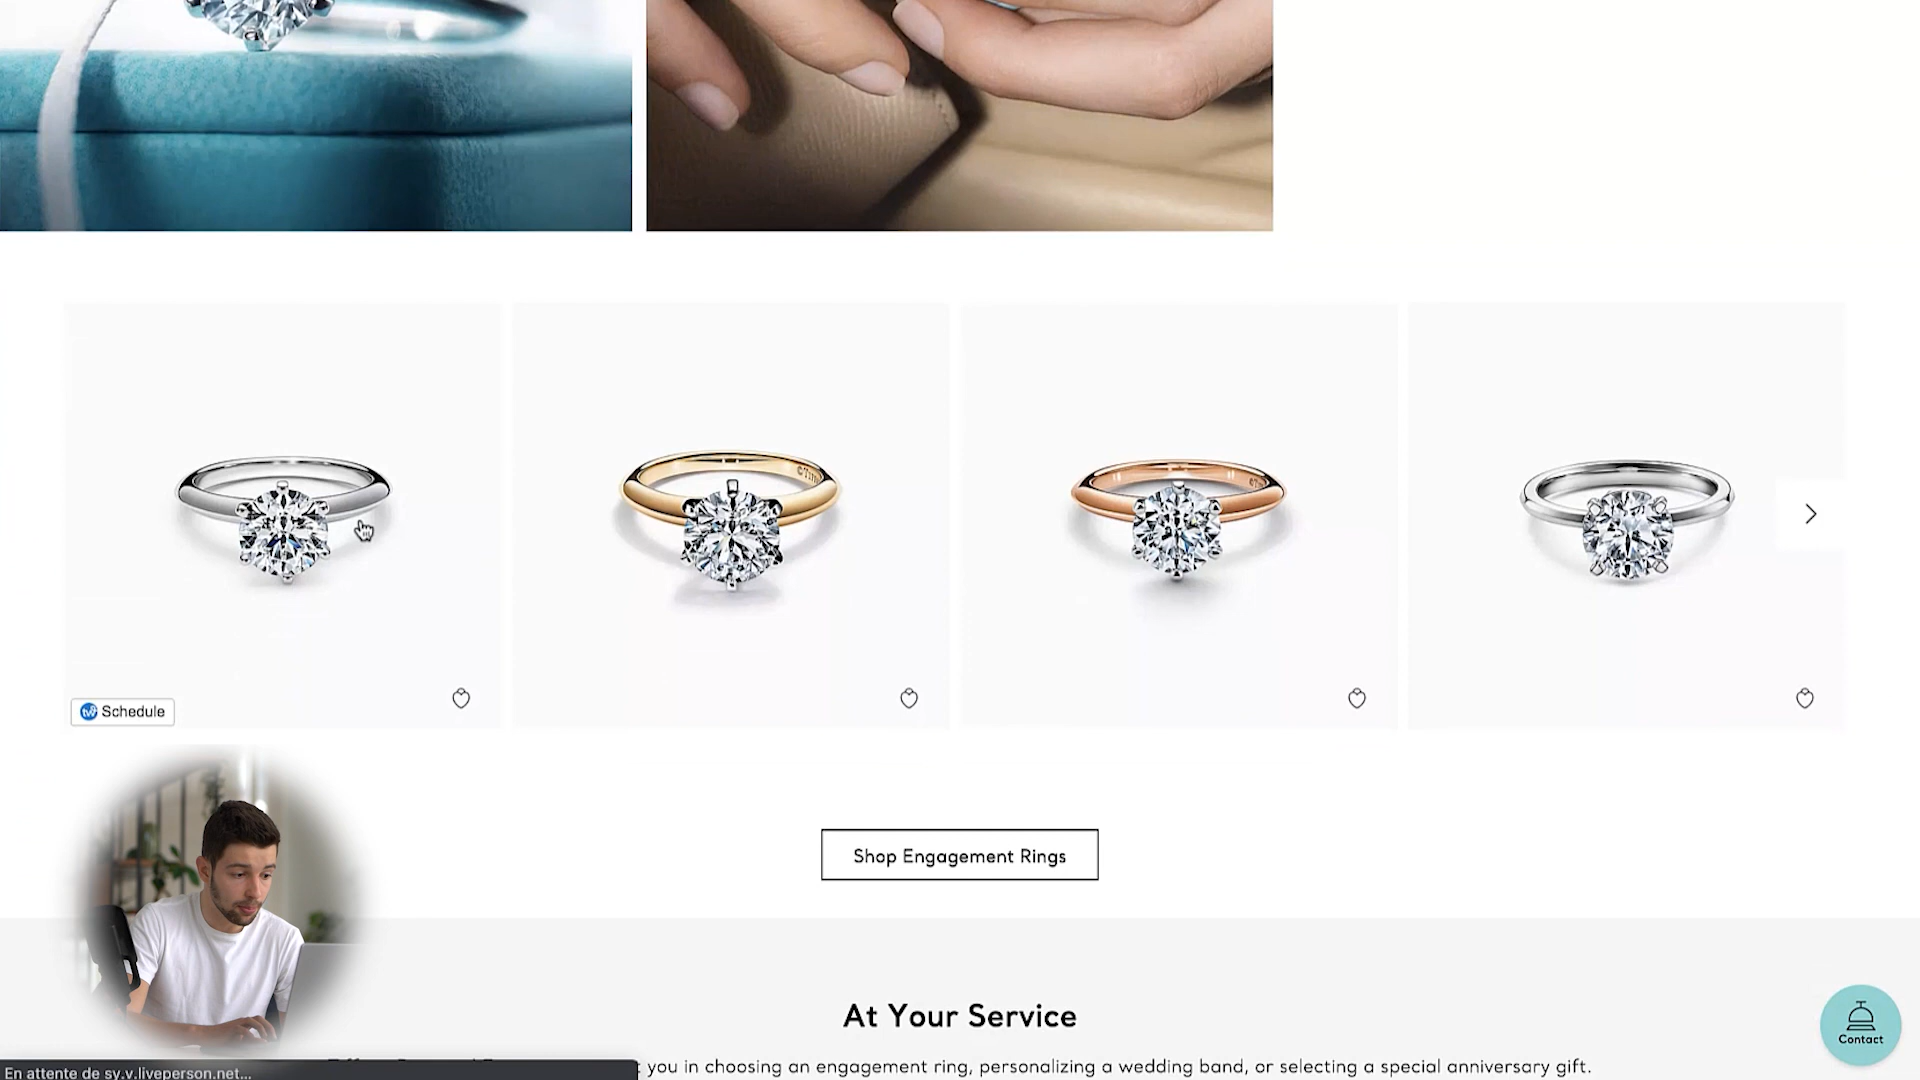 Schedule
Shop Engagement Rings
At Your Service
you in choosing an engagement ring, personalizing a wedding band, or selecting a special anniversary gift.
Contact
En attente de sy.v.liveperson.net...